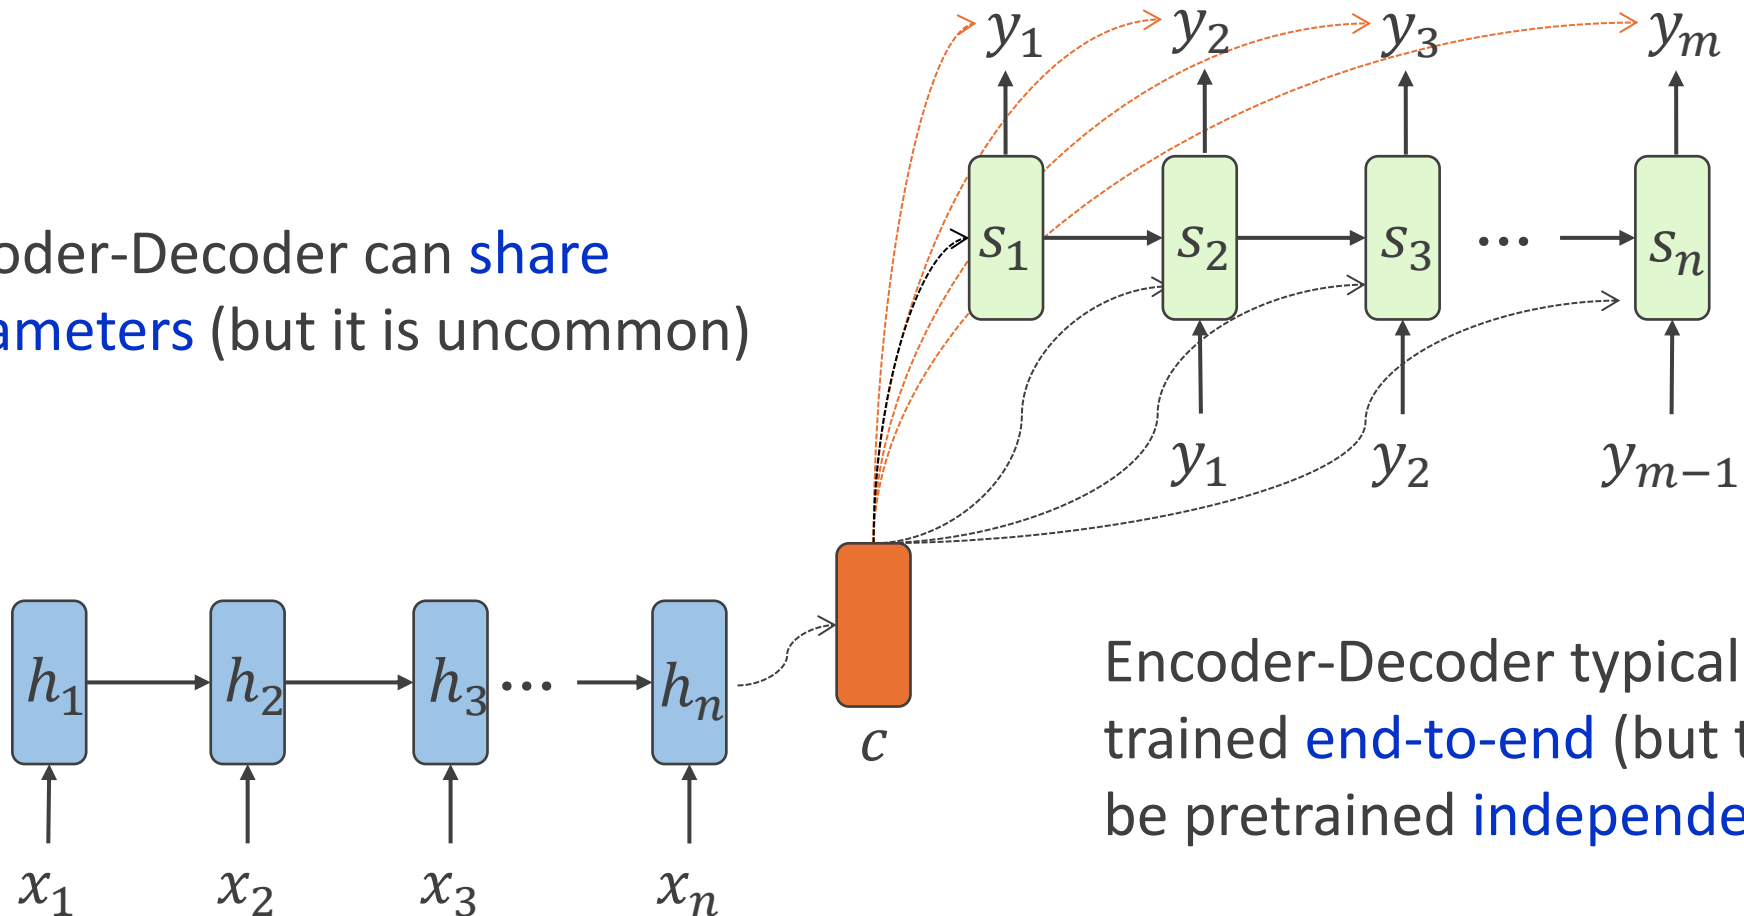 y₁ y₂ y₃ yₘ
s₁ s₂ s₃ ... sₙ
oder-Decoder can share
ameters (but it is uncommon)
y₁ y₂ yₘ₋₁
h₁ h₂ h₃ ... hₙ
c
Encoder-Decoder typical
trained end-to-end (but t
be pretrained independe
x₁ x₂ x₃ xₙ